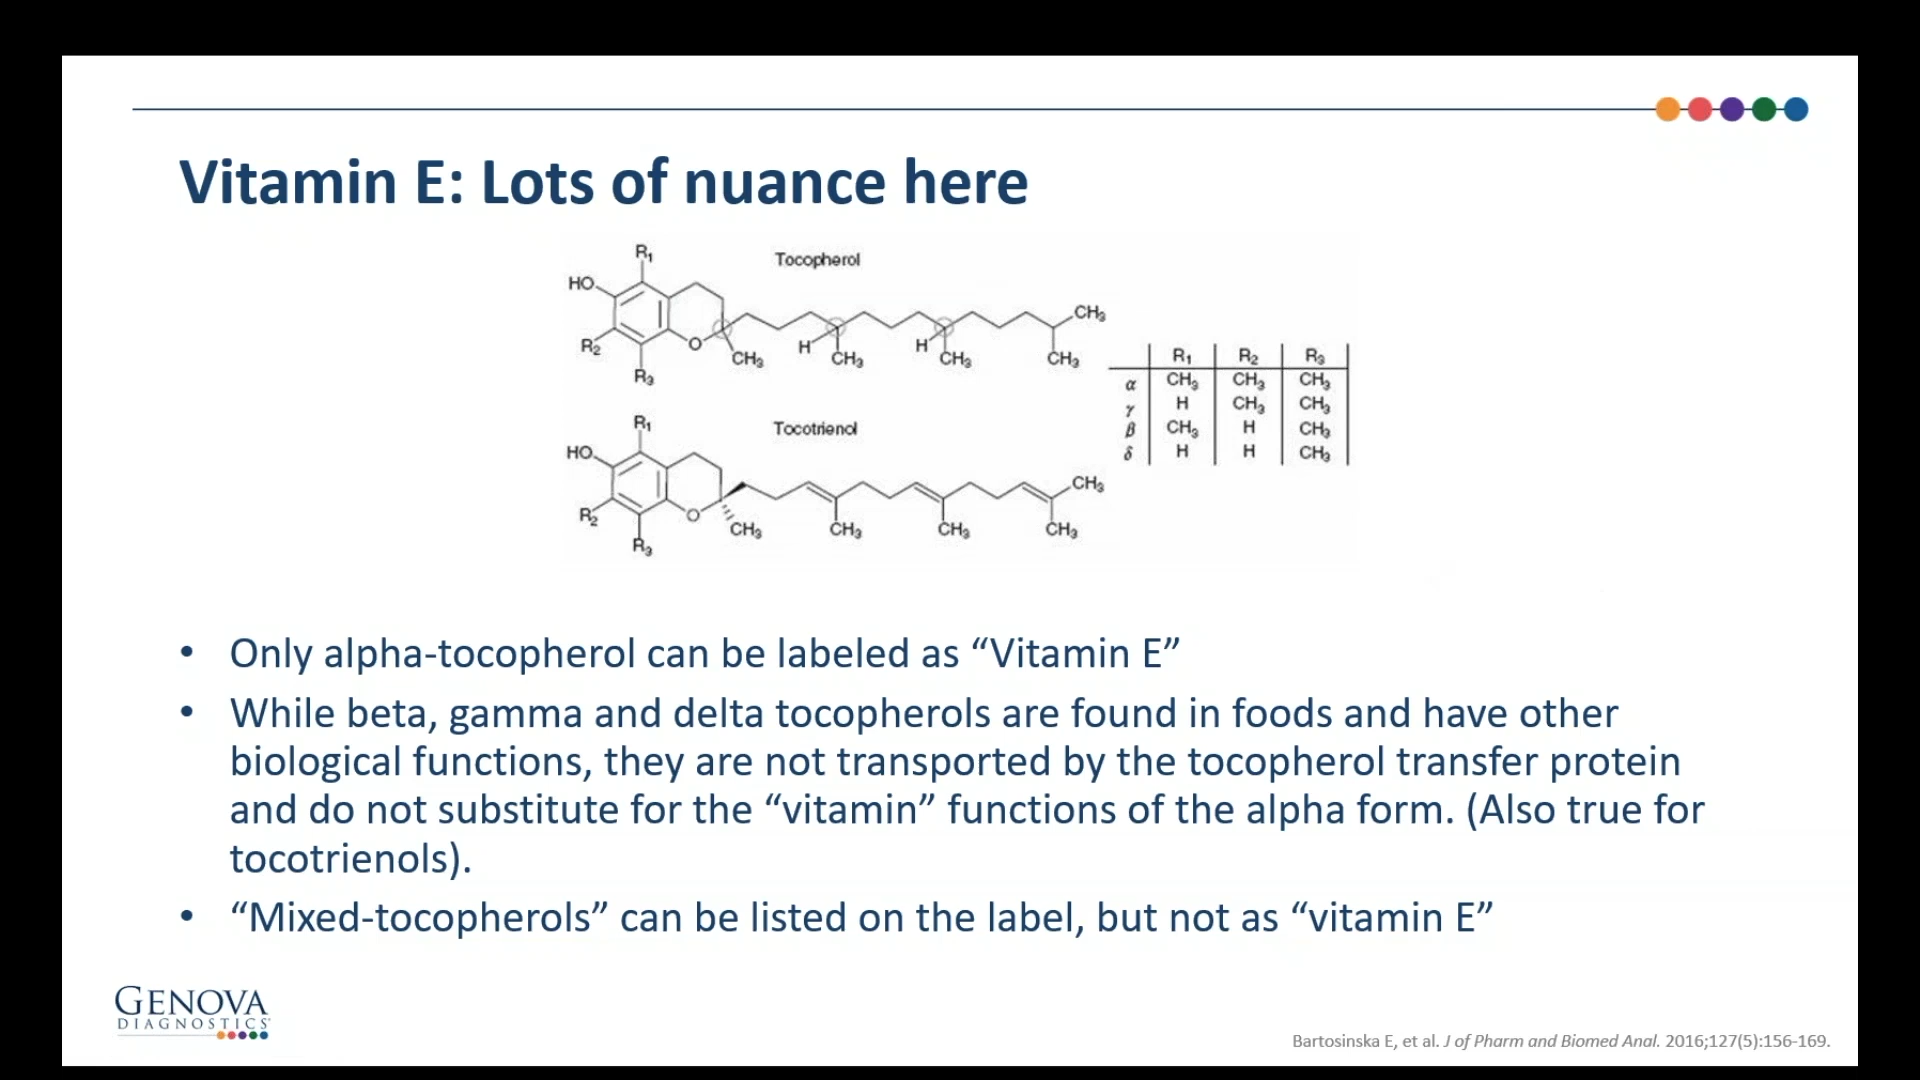 Vitamin E: Lots of nuance here
R₁
Tocopherol
HO
R₂
O
R₃
H
H
CH₃
CH₃
CH₃
CH₃
CH₃
R₁ R₂ R₃
α CH₃ CH₃ CH₃
γ H CH₃ CH₃
β CH₃ H CH₃
δ H H CH₃
R₁
Tocotrienol
HO
R₂
O
R₃
CH₃
CH₃
CH₃
CH₃
CH₃
• Only alpha-tocopherol can be labeled as “Vitamin E”
• While beta, gamma and delta tocopherols are found in foods and have other
biological functions, they are not transported by the tocopherol transfer protein
and do not substitute for the “vitamin” functions of the alpha form. (Also true for
tocotrienols).
• “Mixed-tocopherols” can be listed on the label, but not as “vitamin E”
GENOVA
DIAGNOSTICS
Bartosinska E, et al. J of Pharm and Biomed Anal. 2016;127(5):156-169.